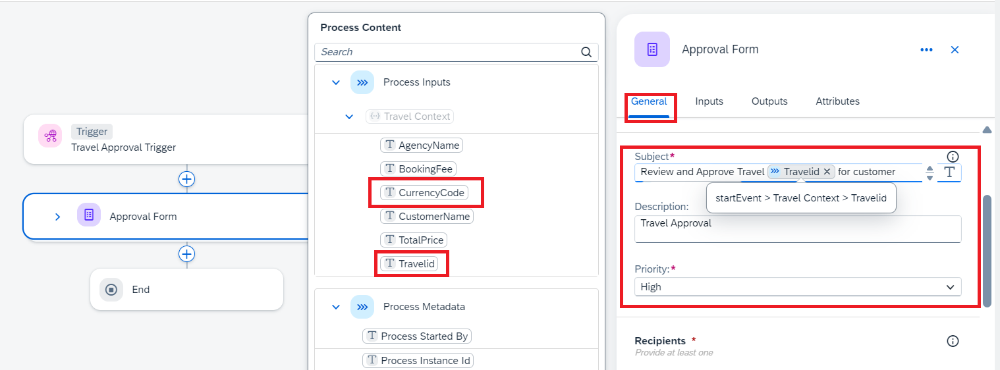 Trigger
Travel Approval Trigger
Approval Form
End
Process Content
Search
Process Inputs
Travel Context
AgencyName
BookingFee
CurrencyCode
CustomerName
TotalPrice
Travelid
Process Metadata
Process Started By
Process Instance Id
Approval Form
General Inputs Outputs Attributes
Subject*
Review and Approve Travel Travelid for customer
startEvent > Travel Context > Travelid
Description:
Travel Approval
Priority:*
High
Recipients *
Provide at least one